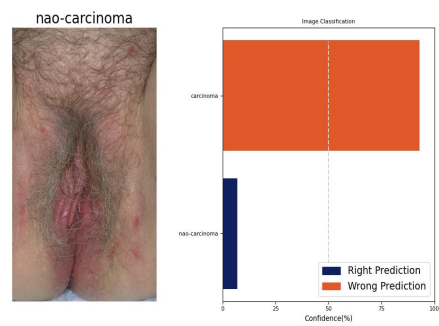 nao-carcinoma
Image Classification
carcinoma
nao-carcinoma
Right Prediction
Wrong Prediction
0
25
50
75
100
Confidence(%)